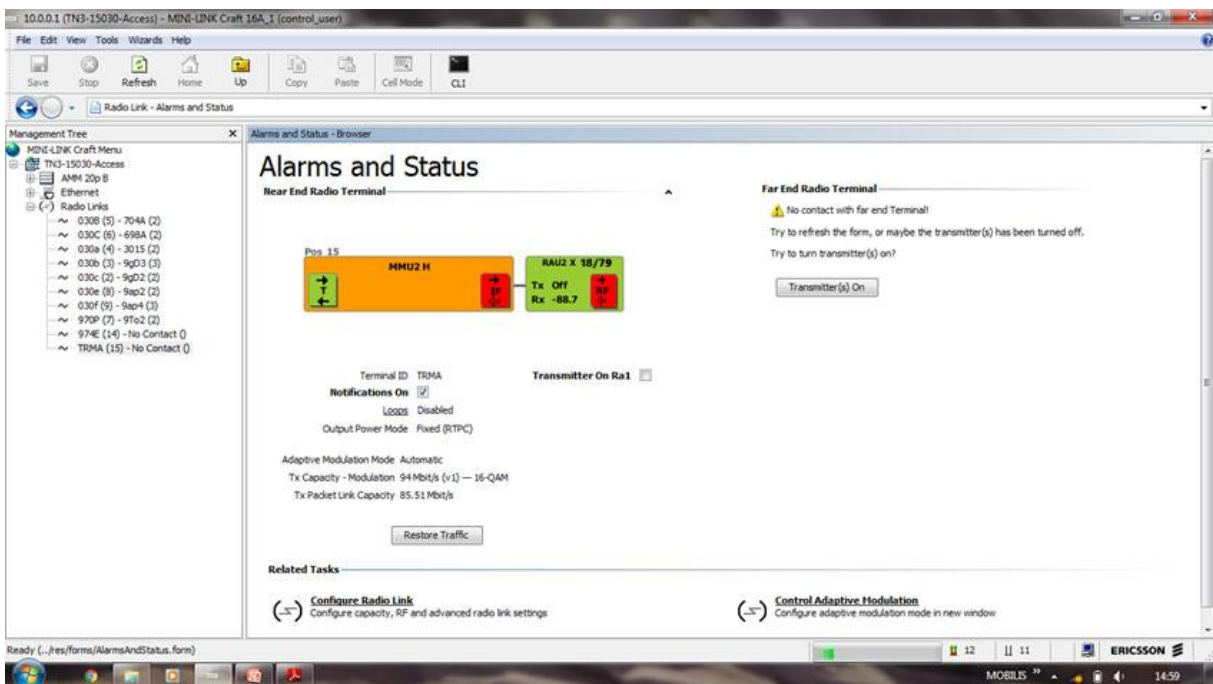 10.0.0.1 (TN3-15030-Access) - MINI-LINK Craft 16A_1 (control_user)
File Edit View Tools Wizards Help
Save Stop Refresh Home Up Copy Paste Cell Mode CLI
Radio Link - Alarms and Status
Management Tree X
MINI-LINK Craft Menu
TN3-15030-Access
AMM 20p B
Ethernet
Radio Links
030B (5) - 704A (2)
030C (6) - 698A (2)
030a (4) - 3015 (2)
030b (3) - 9gD3 (3)
030c (2) - 9gD2 (2)
030e (8) - 9ap2 (2)
030f (9) - 9ap4 (3)
970P (7) - 9To2 (2)
974E (14) - No Contact ()
TRMA (15) - No Contact ()
Alarms and Status - Browser
Alarms and Status
Near End Radio Terminal
Pos 15
MMU2 H
T
IF
RAU2 X 18/79
Tx Off
Rx -88.7
RF
Terminal ID TRMA
Transmitter On Ra1
Notifications On
Loops Disabled
Output Power Mode Fixed (RTPC)
Adaptive Modulation Mode Automatic
Tx Capacity - Modulation 94 Mbit/s (v1) — 16-QAM
Tx Packet Link Capacity 85.51 Mbit/s
Restore Traffic
Far End Radio Terminal
No contact with far end Terminal!
Try to refresh the form, or maybe the transmitter(s) has been turned off.
Try to turn transmitter(s) on?
Transmitter(s) On
Related Tasks
Configure Radio Link
Configure capacity, RF and advanced radio link settings
Control Adaptive Modulation
Configure adaptive modulation mode in new window
Ready (../res/forms/AlarmsAndStatus.form)
12
11
ERICSSON
MOBILIS
14:59